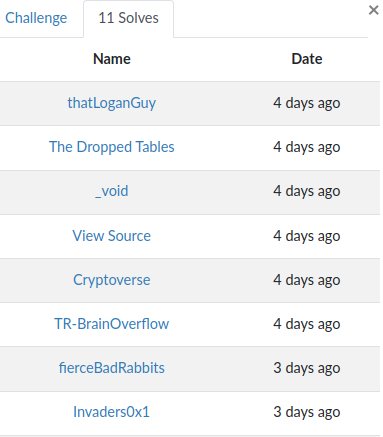 Challenge 11 Solves ×
Name Date
thatLoganGuy 4 days ago
The Dropped Tables 4 days ago
_void 4 days ago
View Source 4 days ago
Cryptoverse 4 days ago
TR-BrainOverflow 4 days ago
fierceBadRabbits 3 days ago
Invaders0x1 3 days ago